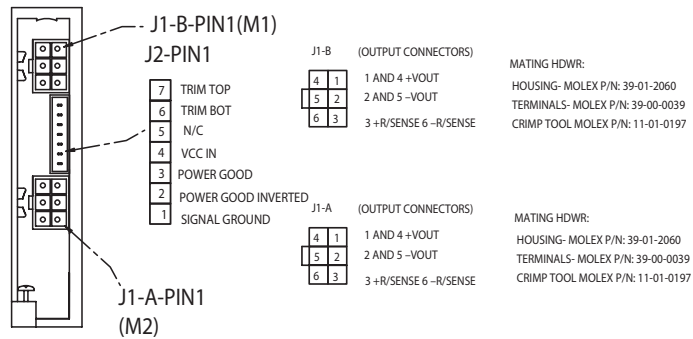 J1-B-PIN1(M1)
J2-PIN1
7 TRIM TOP
6 TRIM BOT
5 N/C
4 VCC IN
3 POWER GOOD
2 POWER GOOD INVERTED
1 SIGNAL GROUND
J1-A-PIN1
(M2)
J1-B (OUTPUT CONNECTORS)
4 1 1 AND 4 +VOUT
5 2 2 AND 5 –VOUT
6 3 3 +R/SENSE 6 –R/SENSE
MATING HDWR:
HOUSING- MOLEX P/N: 39-01-2060
TERMINALS- MOLEX P/N: 39-00-0039
CRIMP TOOL MOLEX P/N: 11-01-0197
J1-A (OUTPUT CONNECTORS)
4 1 1 AND 4 +VOUT
5 2 2 AND 5 –VOUT
6 3 3 +R/SENSE 6 –R/SENSE
MATING HDWR:
HOUSING- MOLEX P/N: 39-01-2060
TERMINALS- MOLEX P/N: 39-00-0039
CRIMP TOOL MOLEX P/N: 11-01-0197